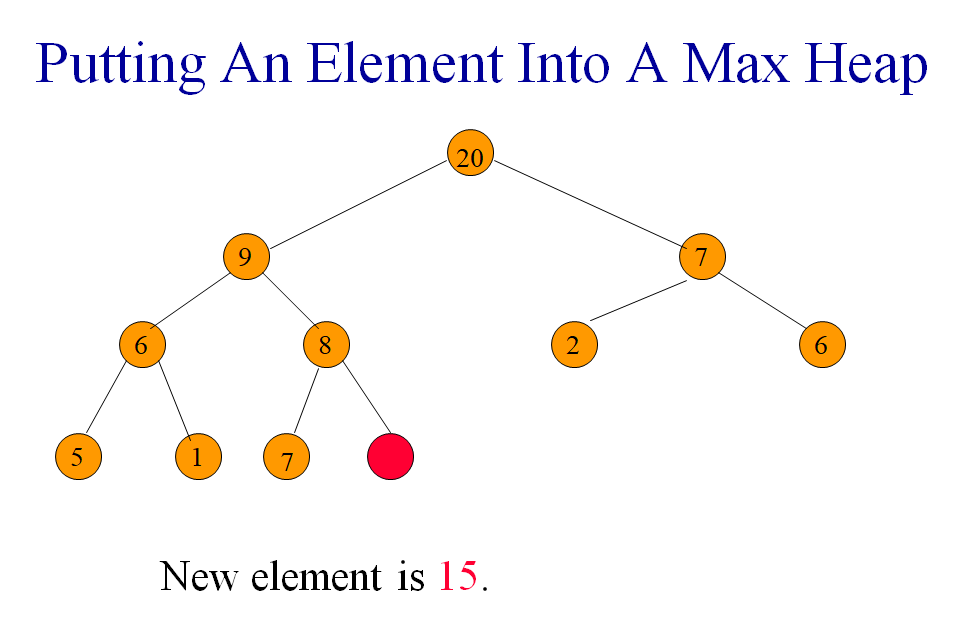 Putting An Element Into A Max Heap
20
9 7
6 8 2 6
5 1 7
New element is 15.